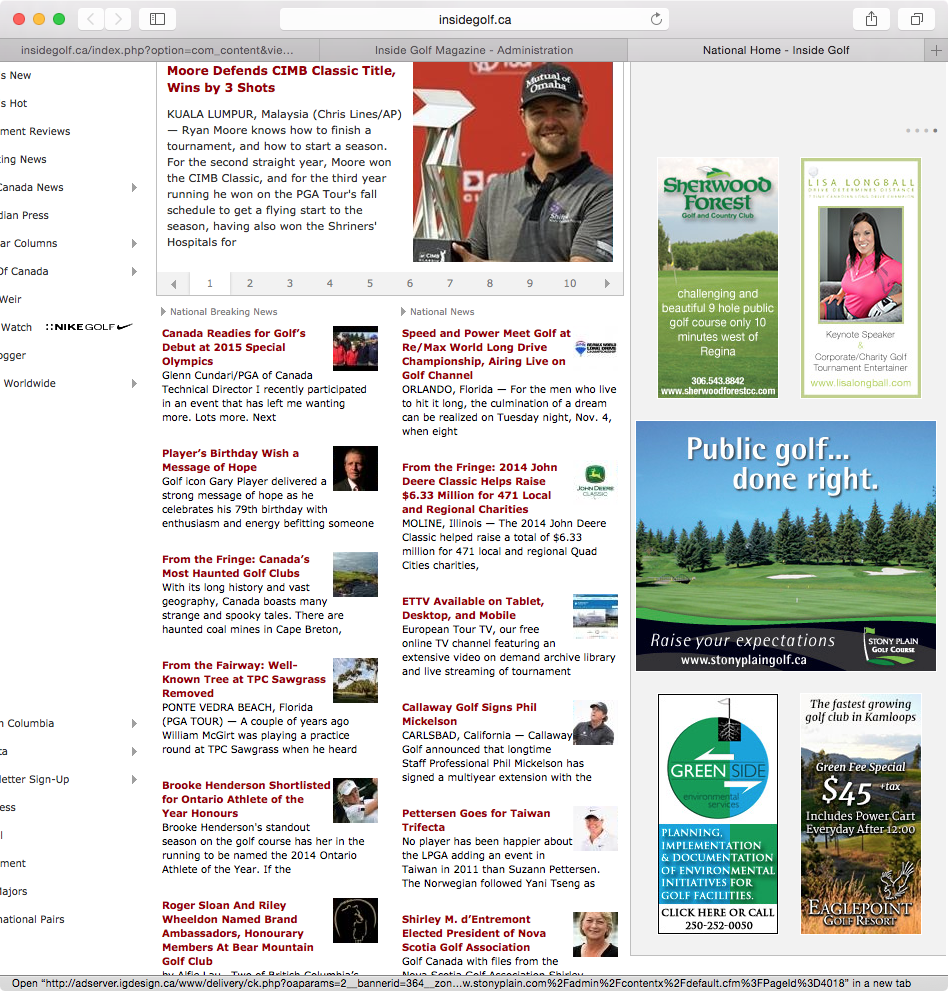 insidegolf.ca
insidegolf.ca/index.php?option=com_content&vie...
Inside Golf Magazine - Administration
National Home - Inside Golf
s New
s Hot
ment Reviews
king News
Canada News
dian Press
ar Columns
Of Canada
Weir
Watch
NIKEGOLF
ogger
Worldwide
n Columbia
ta
letter Sign-Up
ess
l
ment
Majors
national Pairs
Moore Defends CIMB Classic Title,
Wins by 3 Shots
KUALA LUMPUR, Malaysia (Chris Lines/AP)
— Ryan Moore knows how to finish a
tournament, and how to start a season.
For the second straight year, Moore won
the CIMB Classic, and for the third year
running he won on the PGA Tour's fall
schedule to get a flying start to the
season, having also won the Shriners'
Hospitals for
Mutual of
Omaha
1 2 3 4 5 6 7 8 9 10
National Breaking News
Canada Readies for Golf's
Debut at 2015 Special
Olympics
Glenn Cundari/PGA of Canada
Technical Director I recently participated
in an event that has left me wanting
more. Lots more. Next
Player's Birthday Wish a
Message of Hope
Golf icon Gary Player delivered a
strong message of hope as he
celebrates his 79th birthday with
enthusiasm and energy befitting someone
From the Fringe: Canada's
Most Haunted Golf Clubs
With its long history and vast
geography, Canada boasts many
strange and spooky tales. There are
haunted coal mines in Cape Breton,
From the Fairway: Well-
Known Tree at TPC Sawgrass
Removed
PONTE VEDRA BEACH, Florida
(PGA TOUR) — A couple of years ago
William McGirt was playing a practice
round at TPC Sawgrass when he heard
Brooke Henderson Shortlisted
for Ontario Athlete of the
Year Honours
Brooke Henderson's standout
season on the golf course has her in the
running to be named the 2014 Ontario
Athlete of the Year. If the
Roger Sloan And Riley
Wheeldon Named Brand
Ambassadors, Honourary
Members At Bear Mountain
Golf Club
by Alfie Lau - Two of British Columbia's
National News
Speed and Power Meet Golf at
Re/Max World Long Drive
Championship, Airing Live on
Golf Channel
ORLANDO, Florida — For the men who live
to hit it long, the culmination of a dream
can be realized on Tuesday night, Nov. 4,
when eight
From the Fringe: 2014 John
Deere Classic Helps Raise
$6.33 Million for 471 Local
and Regional Charities
MOLINE, Illinois — The 2014 John Deere
Classic helped raise a total of $6.33
million for 471 local and regional Quad
Cities charities,
JOHN DEERE
CLASSIC
ETTV Available on Tablet,
Desktop, and Mobile
European Tour TV, our free
online TV channel featuring an
extensive video on demand archive library
and live streaming of tournament
Callaway Golf Signs Phil
Mickelson
CARLSBAD, California — Callaway
Golf announced that longtime
Staff Professional Phil Mickelson has
signed a multiyear extension with the
Pettersen Goes for Taiwan
Trifecta
No player has been happier about
the LPGA adding an event in
Taiwan in 2011 than Suzann Pettersen.
The Norwegian followed Yani Tseng as
Shirley M. d'Entremont
Elected President of Nova
Scotia Golf Association
Golf Canada with files from the
Nova Scotia Golf Association Shirley
SHERWOOD
FOREST
Golf and Country Club
challenging and
beautiful 9 hole public
golf course only 10
minutes west of
Regina
306.543.8842
www.sherwoodforestcc.com
LISA LONGBALL
DRIVE DETERMINES DISTANCE
Keynote Speaker
&
Corporate/Charity Golf
Tournament Entertainer
www.lisalongball.com
Public golf...
done right.
Raise your expectations
www.stonyplaingolf.ca
STONY PLAIN
GOLF COURSE
GREEN SIDE
environmental
services
PLANNING,
IMPLEMENTATION
& DOCUMENTATION
OF ENVIRONMENTAL
INITIATIVES FOR
GOLF FACILITIES.
CLICK HERE OR CALL
250-252-0050
The fastest growing
golf club in Kamloops
Green Fee Special
$45 +tax
Includes Power Cart
Everyday After 12:00
EAGLEPOINT
GOLF RESORT
Open "http://adserver.igdesign.ca/www/delivery/ck.php?oaparams=2__bannerid=364__zon...w.stonyplain.com%2Fadmin%2Fcontentx%2Fdefault.cfm%3FPageId%3D4018" in a new tab